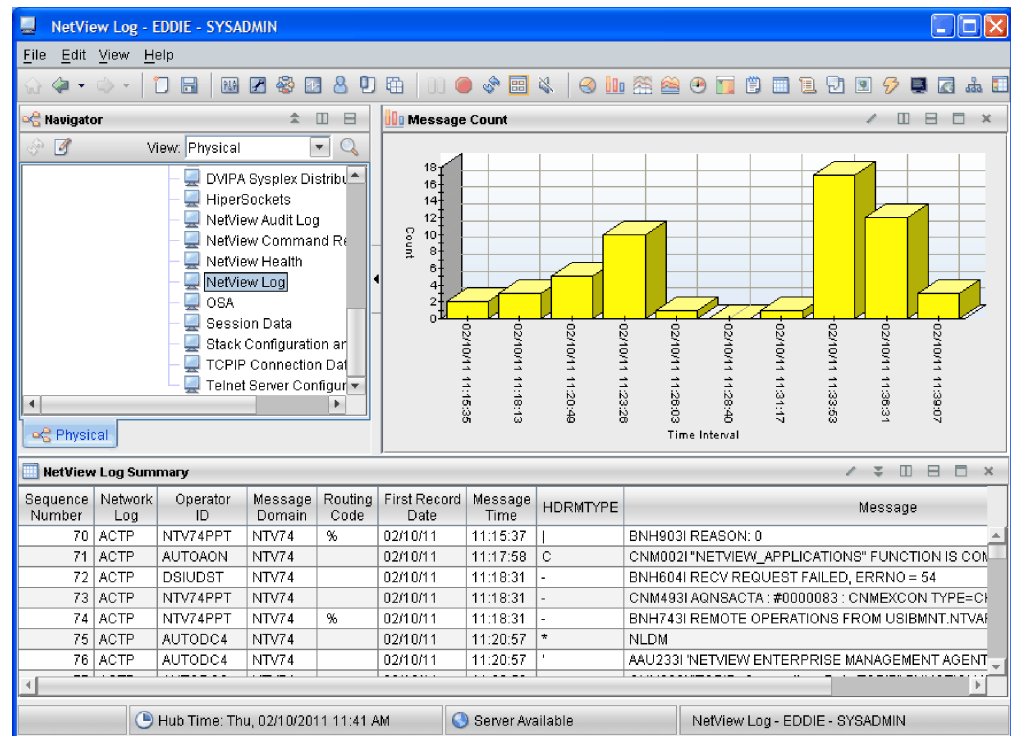 NetView Log - EDDIE - SYSADMIN
File Edit View Help
Navigator
View: Physical
DVIPA Sysplex Distribu
HiperSockets
NetView Audit Log
NetView Command Re
NetView Health
NetView Log
OSA
Session Data
Stack Configuration an
TCPIP Connection Dat
Telnet Server Configur
Physical
Message Count
18
16
14
12
10
8
6
4
2
0
Count
02/10/11 11:15:35
02/10/11 11:18:13
02/10/11 11:20:49
02/10/11 11:23:26
02/10/11 11:26:03
02/10/11 11:28:40
02/10/11 11:31:17
02/10/11 11:33:53
02/10/11 11:36:31
02/10/11 11:39:07
Time Interval
NetView Log Summary
Sequence Number Network Log Operator ID Message Domain Routing Code First Record Date Message Time HDRMTYPE Message
70 ACTP NTV74PPT NTV74 % 02/10/11 11:15:37 | BNH903I REASON: 0
71 ACTP AUTOAON NTV74 02/10/11 11:17:58 C CNM002I "NETVIEW_APPLICATIONS" FUNCTION IS COM
72 ACTP DSIUDST NTV74 02/10/11 11:18:31 - BNH604I RECV REQUEST FAILED, ERRNO = 54
73 ACTP NTV74PPT NTV74 02/10/11 11:18:31 - CNM493I AQNSACTA : #0000083 : CNMEXCON TYPE=CH
74 ACTP NTV74PPT NTV74 % 02/10/11 11:18:31 - BNH743I REMOTE OPERATIONS FROM USIBMNT.NTVA
75 ACTP AUTODC4 NTV74 02/10/11 11:20:57 * NLDM
76 ACTP AUTODC4 NTV74 02/10/11 11:20:57 ' AAU233I 'NETVIEW ENTERPRISE MANAGEMENT AGENT
Hub Time: Thu, 02/10/2011 11:41 AM
Server Available
NetView Log - EDDIE - SYSADMIN